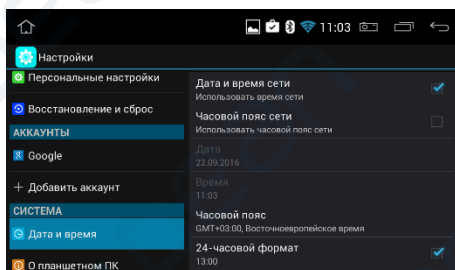 11:03
Настройки
Персональные настройки
Восстановление и сброс
АККАУНТЫ
Google
+ Добавить аккаунт
СИСТЕМА
Дата и время
О планшетном ПК
Дата и время сети
Использовать время сети
Часовой пояс сети
Использовать часовой пояс сети
Дата
22.09.2016
Время
11:03
Часовой пояс
GMT+03:00, Восточноевропейское время
24-часовой формат
13:00